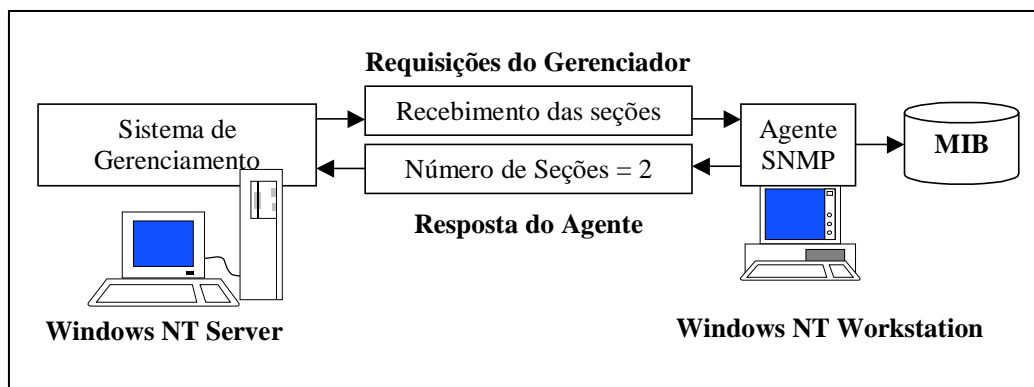 Requisições do Gerenciador
Sistema de
Gerenciamento
Recebimento das seções
Número de Seções = 2
Agente
SNMP
MIB
Resposta do Agente
Windows NT Server
Windows NT Workstation